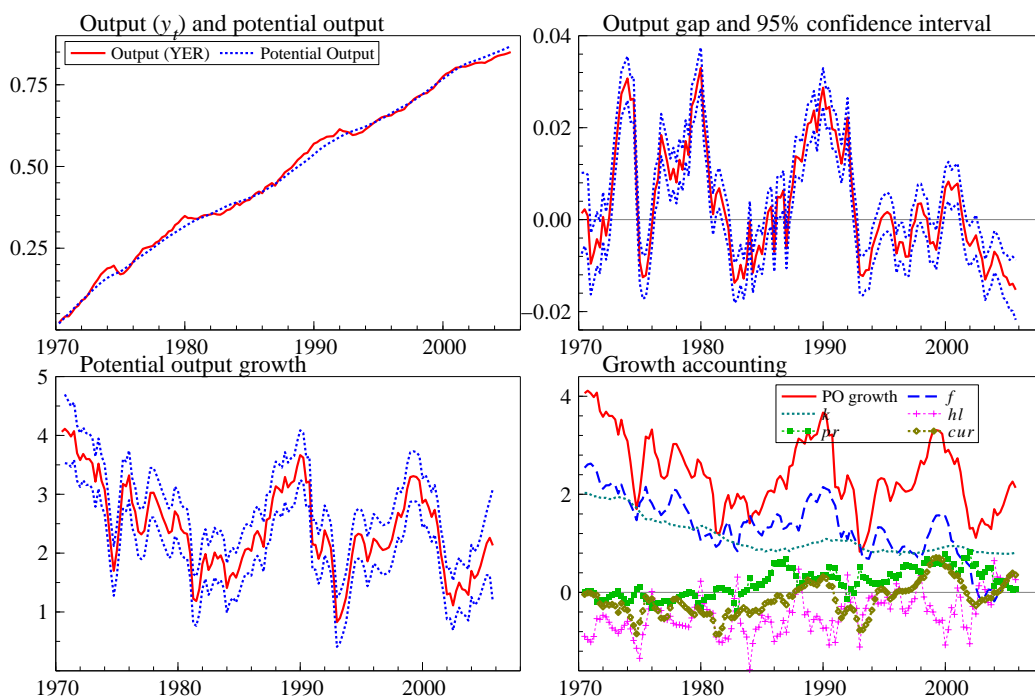 Output (yt) and potential output
Output (YER)
Potential Output
0.75
0.50
0.25
1970
1980
1990
2000
Output gap and 95% confidence interval
0.04
0.02
0.00
−0.02
1970
1980
1990
2000
Potential output growth
5
4
3
2
1
1970
1980
1990
2000
Growth accounting
PO growth
f
k
hl
pr
cur
4
2
0
1970
1980
1990
2000